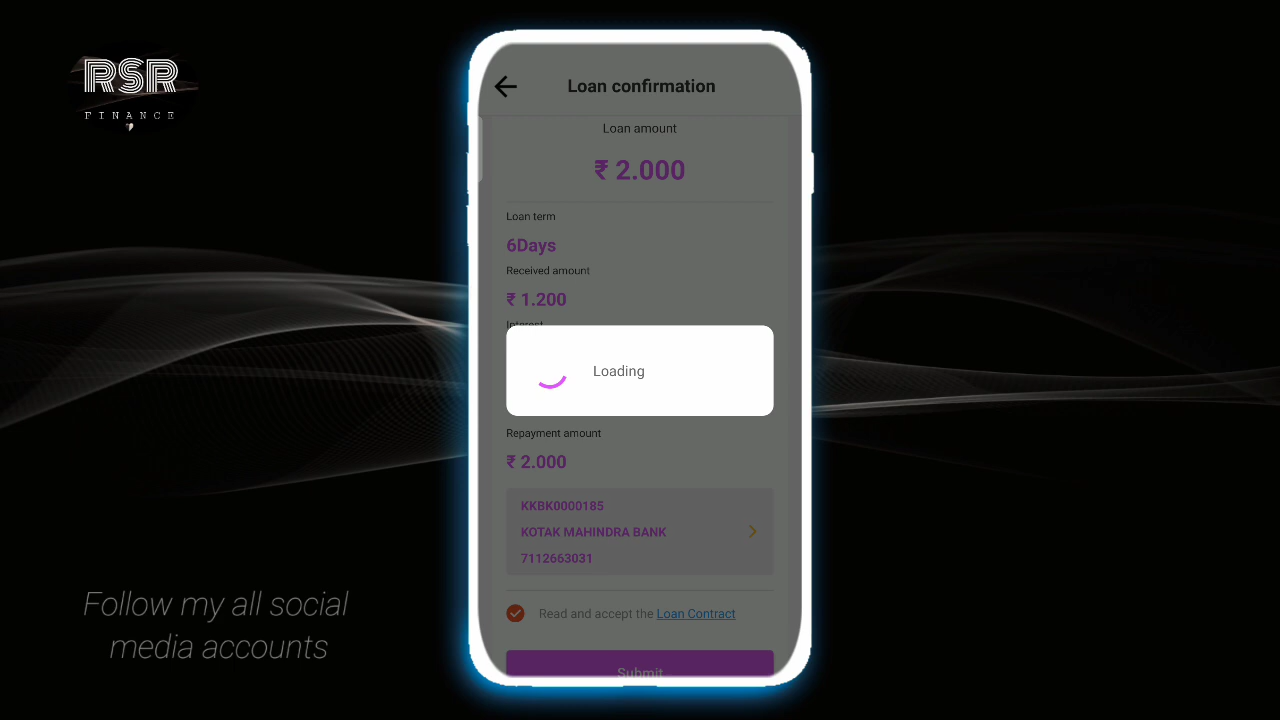 RSR
FINANCE
Loan confirmation
Loan amount
₹ 2.000
Loan term
6Days
Received amount
₹ 1.200
Interest
Loading
Repayment amount
₹ 2.000
KKBK0000185
KOTAK MAHINDRA BANK
7112663031
Read and accept the Loan Contract
Submit
Follow my all social
media accounts